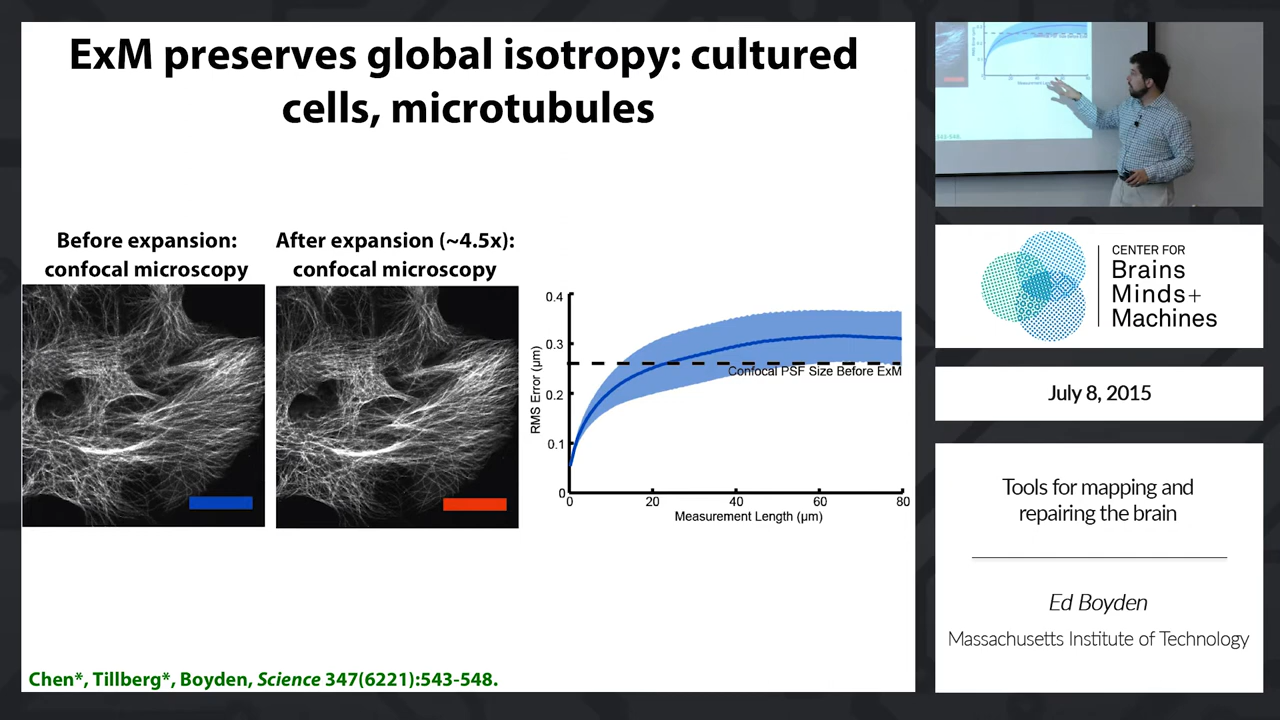 ExM preserves global isotropy: cultured
cells, microtubules
Before expansion:
confocal microscopy
After expansion (~4.5x):
confocal microscopy
RMS Error (μm)
0.4
0.3
0.2
0.1
0
Confocal PSF Size Before ExM
0
20
40
60
80
Measurement Length (μm)
Chen*, Tillberg*, Boyden, Science 347(6221):543-548.
CENTER FOR
Brains
Minds+
Machines
July 8, 2015
Tools for mapping and
repairing the brain
Ed Boyden
Massachusetts Institute of Technology